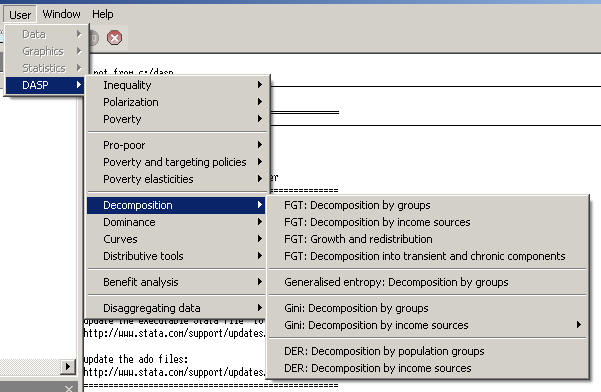 User Window Help
Data
Graphics
Statistics
DASP
not from c:/dasp
Inequality
Polarization
Poverty
Pro-poor
Poverty and targeting policies
Poverty elasticities
Decomposition
Dominance
Curves
Distributive tools
Benefit analysis
Disaggregating data
FGT: Decomposition by groups
FGT: Decomposition by income sources
FGT: Growth and redistribution
FGT: Decomposition into transient and chronic components
Generalised entropy: Decomposition by groups
Gini: Decomposition by groups
Gini: Decomposition by income sources
DER: Decomposition by population groups
DER: Decomposition by income sources
update the executable Stata file
http://www.stata.com/support/updates
update the ado files:
http://www.stata.com/support/updates